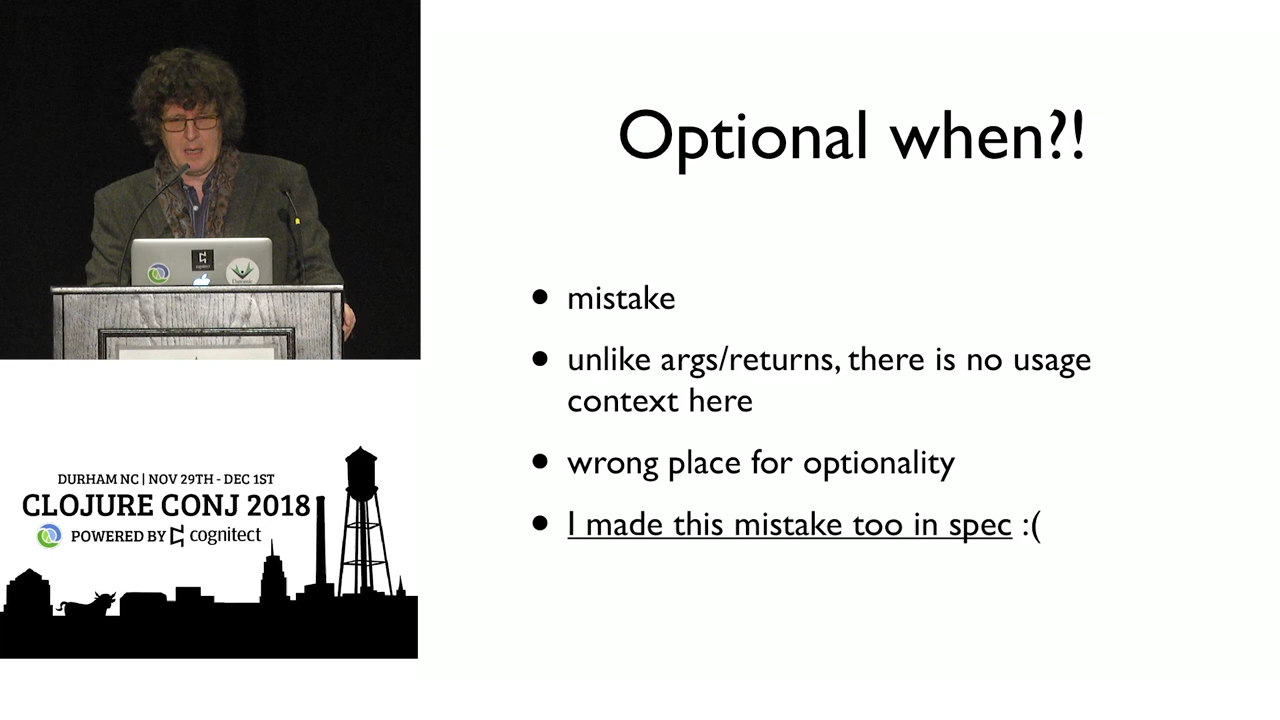 Optional when?!
• mistake
• unlike args/returns, there is no usage
context here
• wrong place for optionality
• I made this mistake too in spec :(
cognitect
DURHAM NC | NOV 29TH - DEC 1ST
CLOJURE CONJ 2018
POWERED BY cognitect